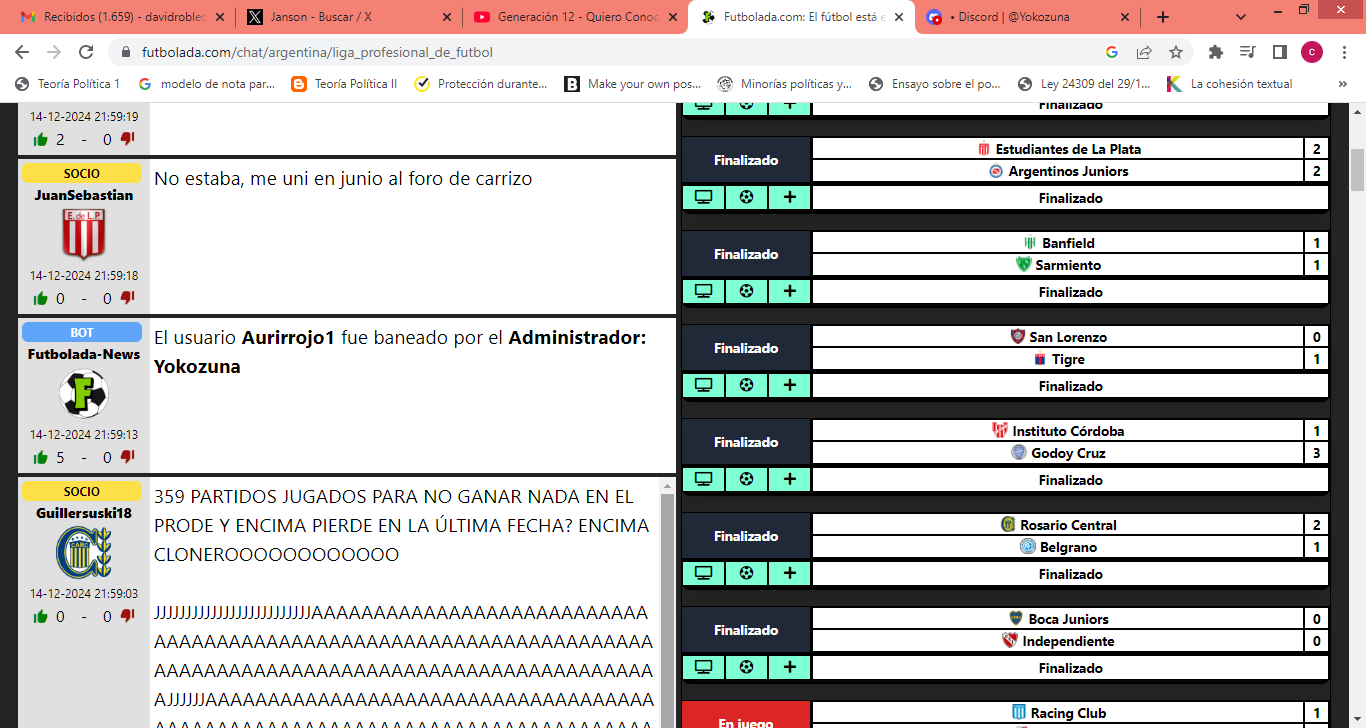 Recibidos (1.659) - davidroblec
Janson - Buscar / X
Generación 12 - Quiero Conoc
Futbolada.com: El fútbol está e
• Discord | @Yokozuna
futbolada.com/chat/argentina/liga_profesional_de_futbol
c
Teoría Política 1
modelo de nota par...
Teoría Política II
Protección durante...
Make your own pos...
Minorías políticas y...
Ensayo sobre el po...
Ley 24309 del 29/1...
La cohesión textual
»
14-12-2024 21:59:19
2 - 0
SOCIO
JuanSebastian
E. de L.P.
14-12-2024 21:59:18
0 - 0
No estaba, me uni en junio al foro de carrizo
BOT
Futbolada-News
F
14-12-2024 21:59:13
5 - 0
El usuario Aurirrojo1 fue baneado por el Administrador:
Yokozuna
SOCIO
Guillersuski18
CARC
14-12-2024 21:59:03
0 - 0
359 PARTIDOS JUGADOS PARA NO GANAR NADA EN EL
PRODE Y ENCIMA PIERDE EN LA ÚLTIMA FECHA? ENCIMA
CLONEROOOOOOOOOOOO
JJJJJJJJJJJJJJJJJJJJJJJJJAAAAAAAAAAAAAAAAAAAAAAAAAAA
AAAAAAAAAAAAAAAAAAAAAAAAAAAAAAAAAAAAAAAA
AAAAAAAAAAAAAAAAAAAAAAAAAAAAAAAAAAAAAAAA
AJJJJJJAAAAAAAAAAAAAAAAAAAAAAAAAAAAAAAAAAA
Finalizado
Finalizado
Estudiantes de La Plata 2
Argentinos Juniors 2
Finalizado
Finalizado
Banfield 1
Sarmiento 1
Finalizado
Finalizado
San Lorenzo 0
Tigre 1
Finalizado
Finalizado
Instituto Córdoba 1
Godoy Cruz 3
Finalizado
Finalizado
Rosario Central 2
Belgrano 1
Finalizado
Finalizado
Boca Juniors 0
Independiente 0
Finalizado
En juego
Racing Club 1